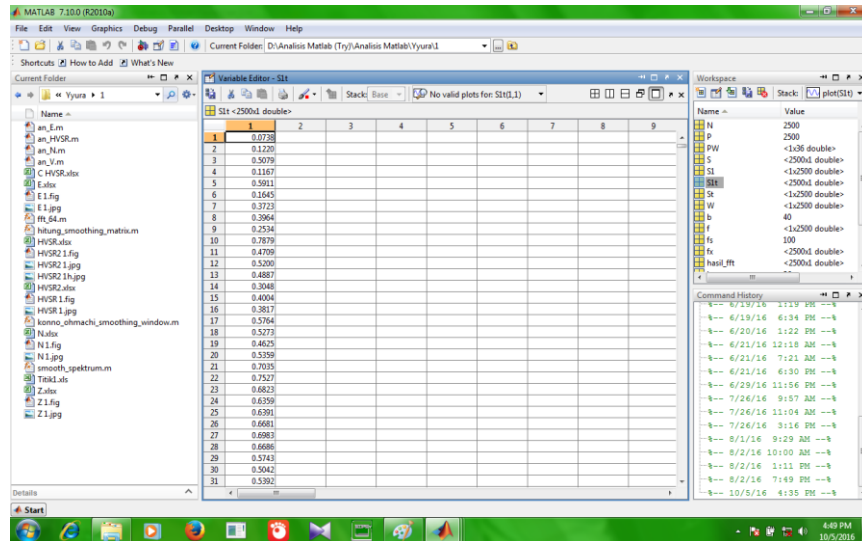 MATLAB 7.10.0 (R2010a)
File Edit View Graphics Debug Parallel Desktop Window Help
Current Folder: D:\Analisis Matlab (Try)\Analisis Matlab\Yyura\1
Shortcuts How to Add What's New
Current Folder
« Yyura ▸ 1
Name
an_E.m
an_HVSR.m
an_N.m
an_V.m
C HVSR.xlsx
E.xlsx
E 1.fig
E 1.jpg
fft_64.m
hitung_smoothing_matrix.m
HVSR.xlsx
HVSR2 1.fig
HVSR2 1.jpg
HVSR2 1h.jpg
HVSR2.xlsx
HVSR 1.fig
HVSR 1.jpg
konno_ohmachi_smoothing_window.m
N.xlsx
N 1.fig
N 1.jpg
smooth_spektrum.m
Titik1.xls
Z.xlsx
Z 1.fig
Z 1.jpg
Details
Variable Editor - S1t
Stack: Base No valid plots for: S1t(1,1)
S1t <2500x1 double>
1 2 3 4 5 6 7 8 9
1 0.0738
2 0.1220
3 0.5079
4 0.1167
5 0.5911
6 0.1645
7 0.3723
8 0.3964
9 0.2534
10 0.7879
11 0.4709
12 0.5200
13 0.4887
14 0.3048
15 0.4004
16 0.3817
17 0.5764
18 0.5273
19 0.4625
20 0.5359
21 0.7035
22 0.7527
23 0.6823
24 0.6359
25 0.6391
26 0.6681
27 0.6983
28 0.6686
29 0.5743
30 0.5042
31 0.5392
Workspace
Stack: plot(S1t)
Name Value
N 2500
P 2500
PW <1x36 double>
S <2500x1 double>
S1 <1x2500 double>
S1t <2500x1 double>
St <1x2500 double>
W <1x2500 double>
b 40
f <1x2500 double>
fs 100
fx <2500x1 double>
hasil_fft <2500x1 double>
Command History
%-- 6/19/16 1:19 PM --%
%-- 6/19/16 6:34 PM --%
%-- 6/20/16 1:22 PM --%
%-- 6/21/16 12:18 AM --%
%-- 6/21/16 7:21 AM --%
%-- 6/21/16 6:30 PM --%
%-- 6/29/16 11:56 PM --%
%-- 7/26/16 9:57 AM --%
%-- 7/26/16 11:04 AM --%
%-- 7/26/16 3:16 PM --%
%-- 8/1/16 9:29 AM --%
%-- 8/2/16 10:00 AM --%
%-- 8/2/16 1:11 PM --%
%-- 8/2/16 7:49 PM --%
%-- 10/5/16 4:35 PM --%
Start
4:49 PM
10/5/2016